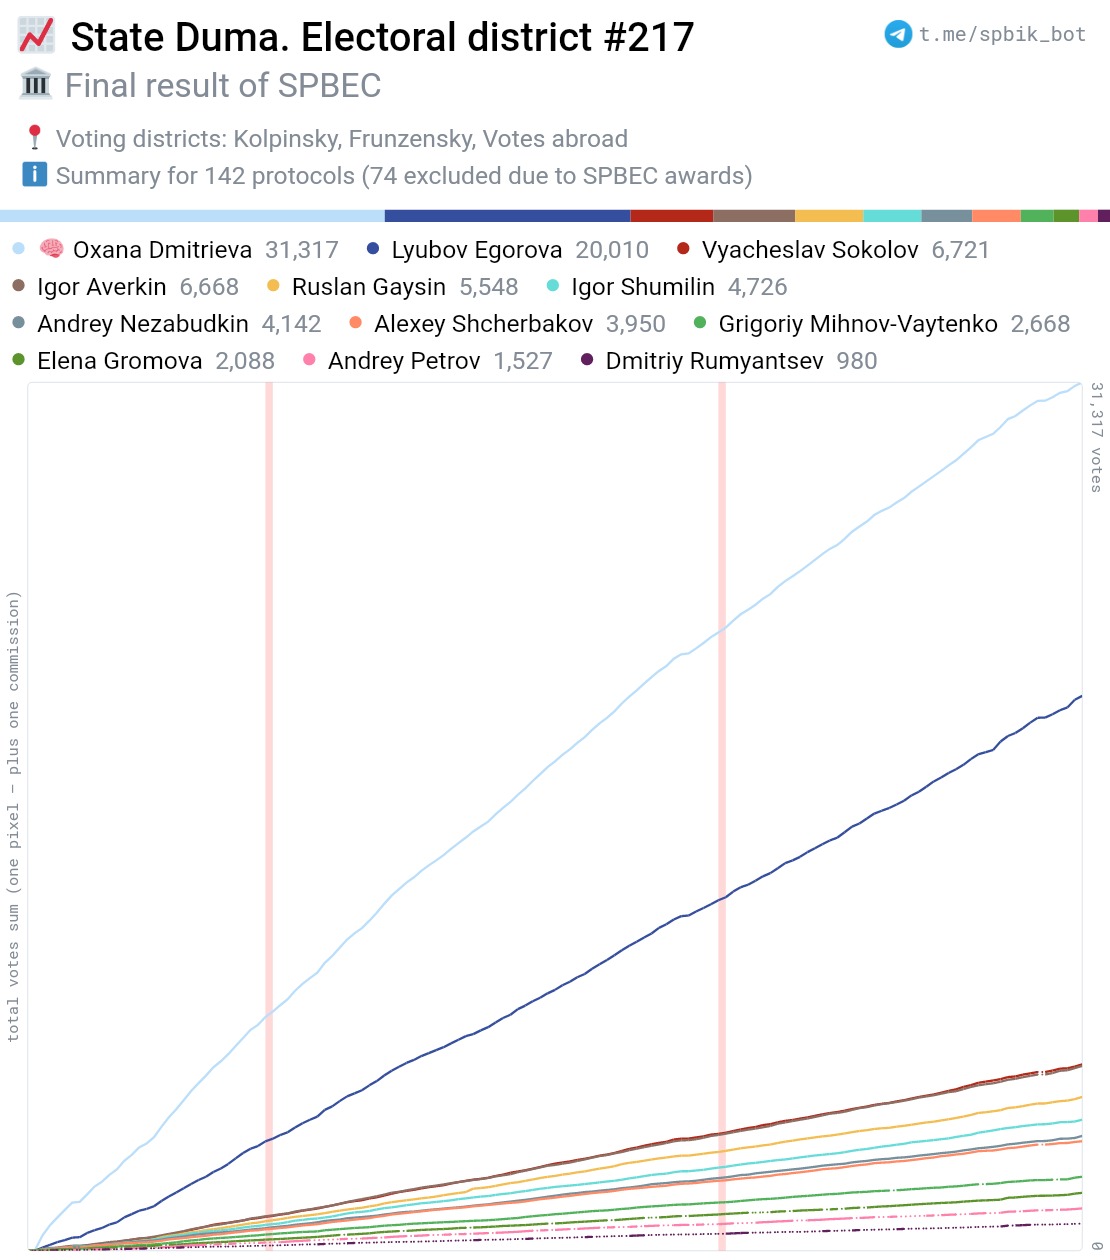 State Duma. Electoral district #217
t.me/spbik_bot
Final result of SPBEC
Voting districts: Kolpinsky, Frunzensky, Votes abroad
Summary for 142 protocols (74 excluded due to SPBEC awards)
Oxana Dmitrieva 31,317 Lyubov Egorova 20,010 Vyacheslav Sokolov 6,721
Igor Averkin 6,668 Ruslan Gaysin 5,548 Igor Shumilin 4,726
Andrey Nezabudkin 4,142 Alexey Shcherbakov 3,950 Grigoriy Mihnov-Vaytenko 2,668
Elena Gromova 2,088 Andrey Petrov 1,527 Dmitriy Rumyantsev 980
31,317 votes
total votes sum (one pixel — plus one commission)
0